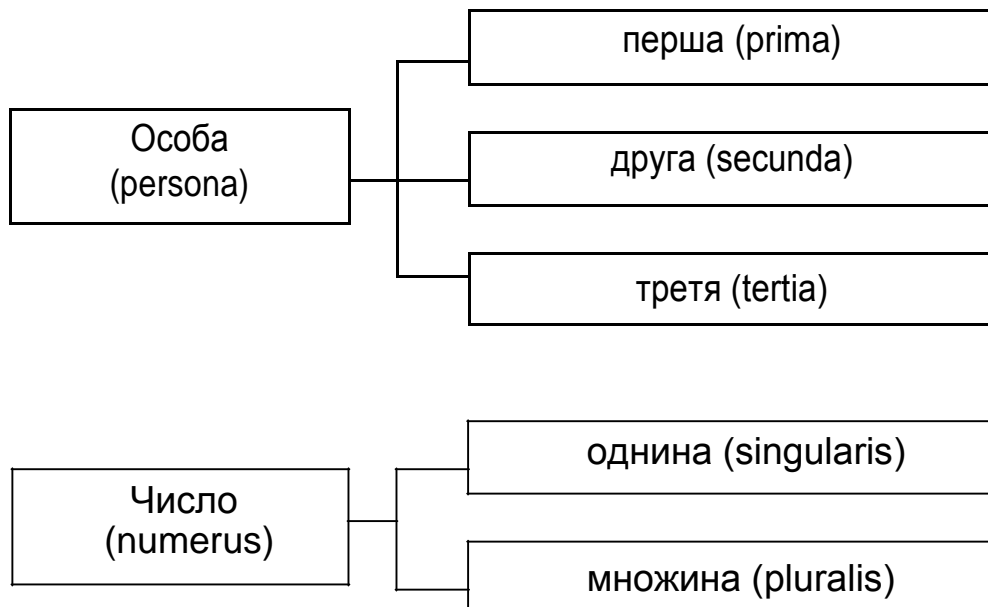 перша (prima)
Особа
(persona)
друга (secunda)
третя (tertia)
однина (singularis)
Число
(numerus)
множина (pluralis)